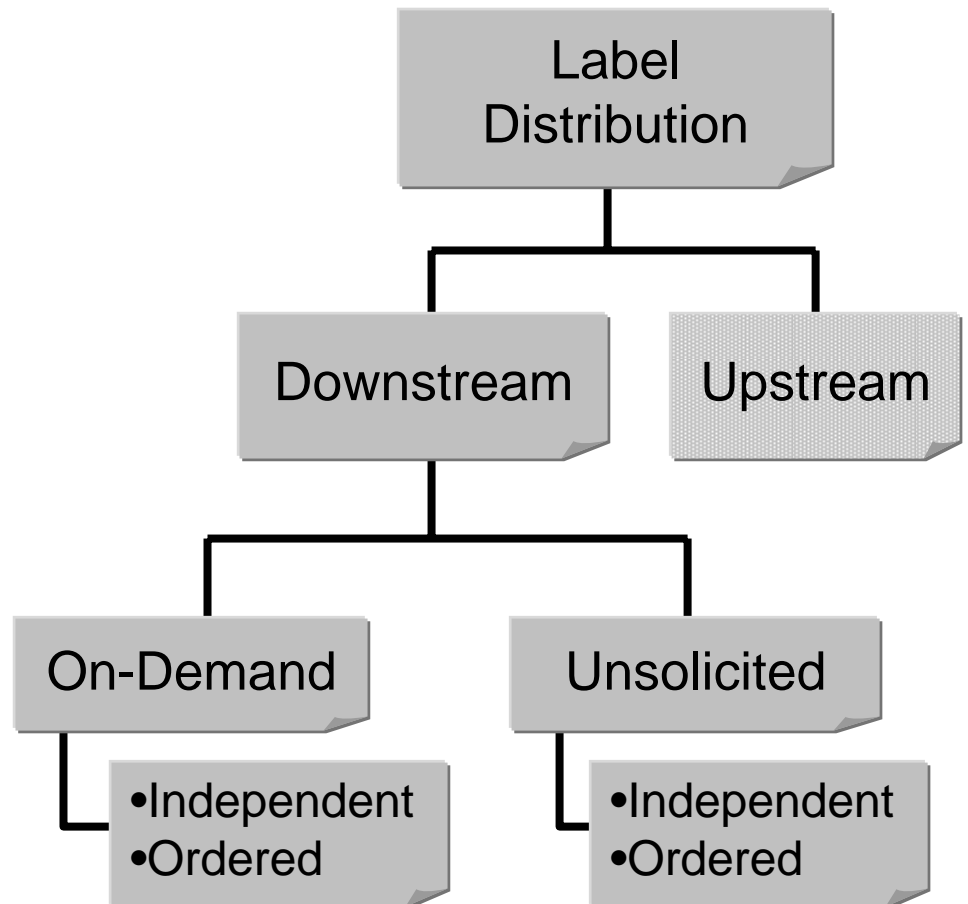 Label
Distribution
Downstream
Upstream
On-Demand
Unsolicited
•Independent
•Ordered
•Independent
•Ordered